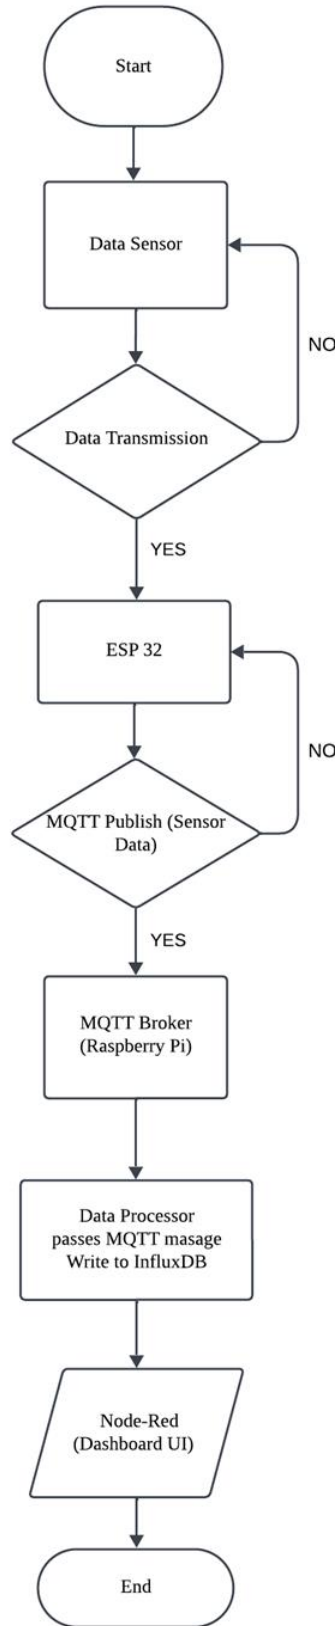 Start
Data Sensor
NO
Data Transmission
YES
ESP 32
NO
MQTT Publish (Sensor
Data)
YES
MQTT Broker
(Raspberry Pi)
Data Processor
passes MQTT masage
Write to InfluxDB
Node-Red
(Dashboard UI)
End